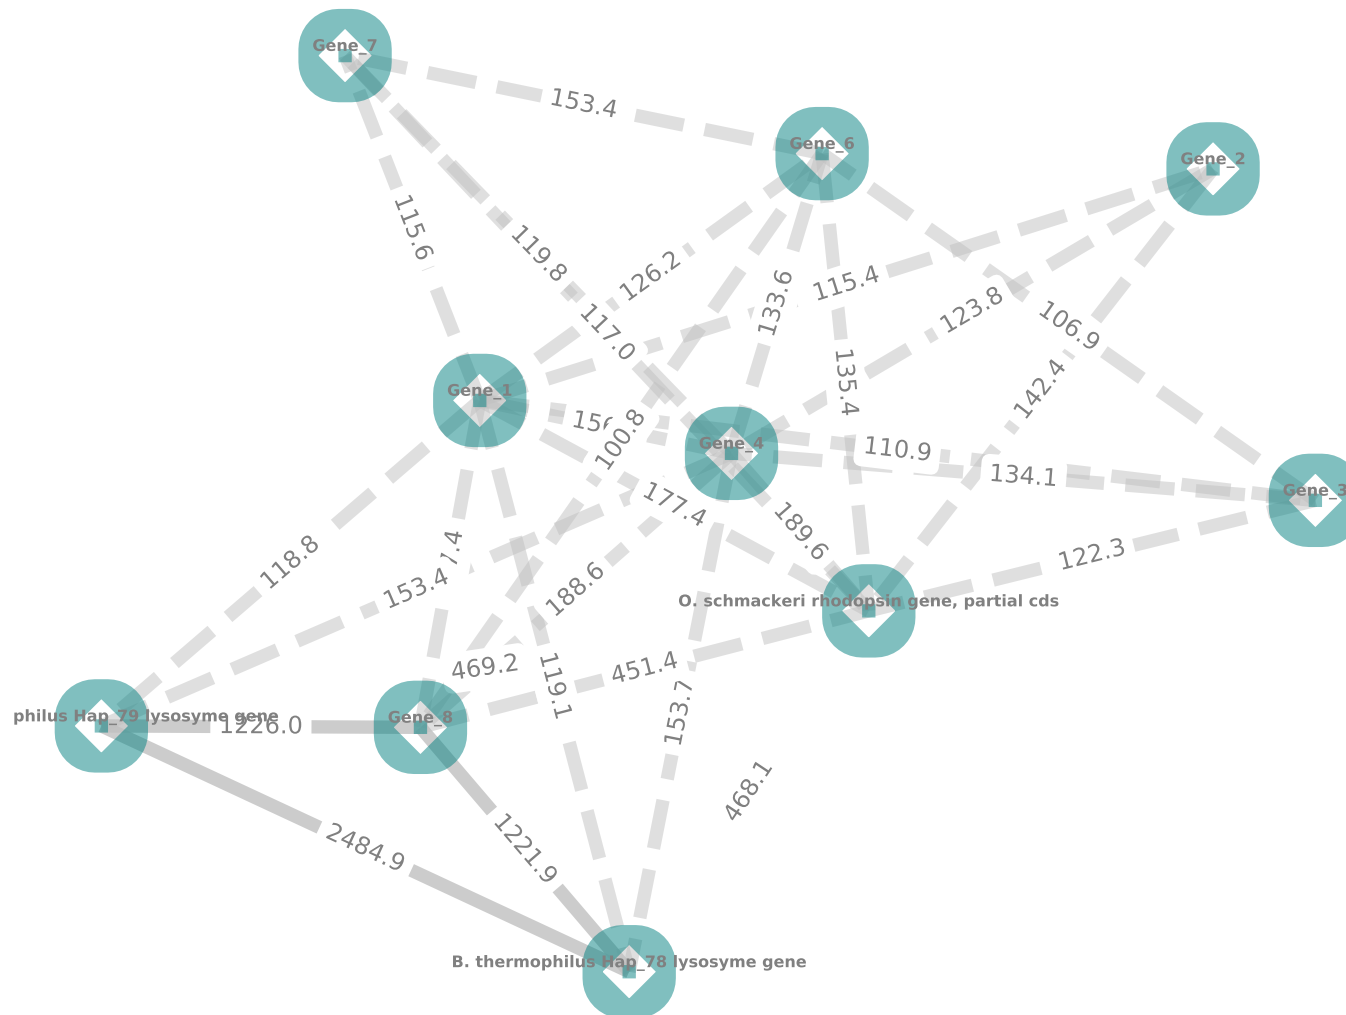 Gene_7
153.4
Gene_6
Gene_2
115.6
119.8
126.2
115.4
133.6
123.8
117.0
106.9
135.4
142.4
Gene_1
100.8
Gene_4
110.9
134.1
Gene_3
177.4
189.6
118.8
153.4
188.6
122.3
O. schmackeri rhodopsin gene, partial cds
469.2
451.4
119.1
153.7
philus Hap_79 lysosyme gene
1226.0
Gene_8
468.1
2484.9
1221.9
B. thermophilus Hap_78 lysosyme gene